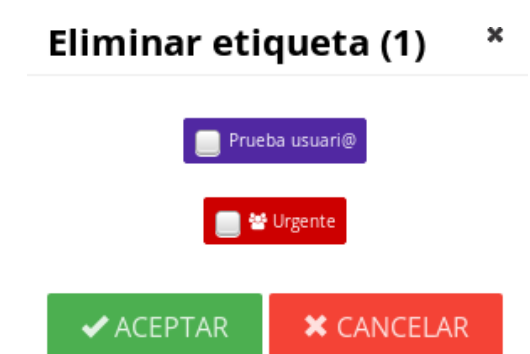 Eliminar etiqueta (1)
Prueba usuari@
Urgente
ACEPTAR CANCELAR